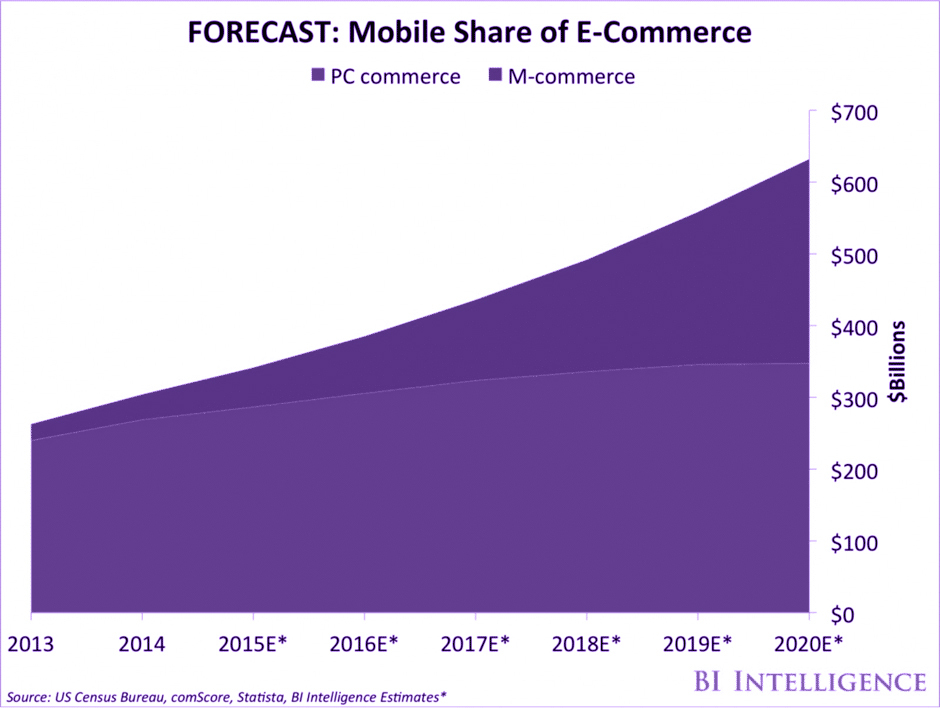 FORECAST: Mobile Share of E-Commerce
PC commerce M-commerce
$700
$600
$500
$400
$300
$200
$100
$0
$Billions
2013 2014 2015E* 2016E* 2017E* 2018E* 2019E* 2020E*
Source: US Census Bureau, comScore, Statista, BI Intelligence Estimates*
BI INTELLIGENCE